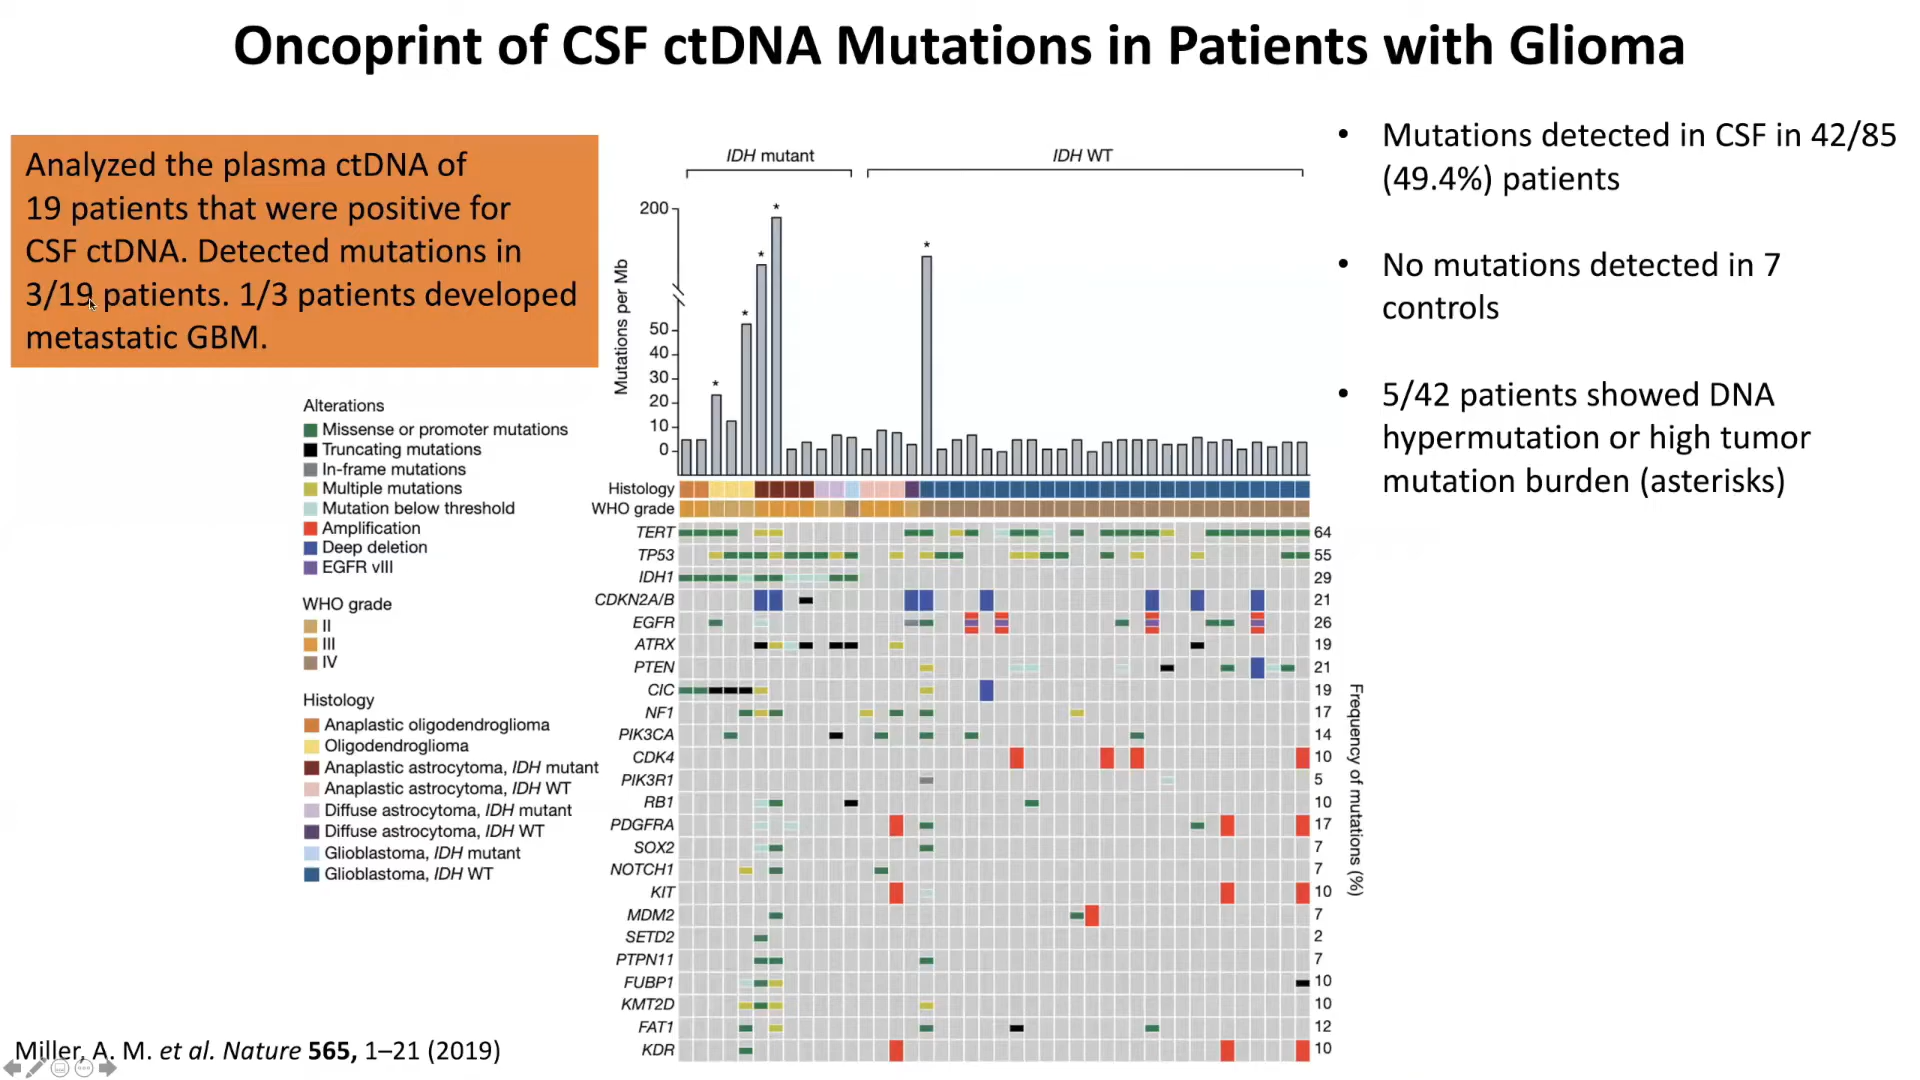 Oncoprint of CSF ctDNA Mutations in Patients with Glioma
Analyzed the plasma ctDNA of
19 patients that were positive for
CSF ctDNA. Detected mutations in
3/19 patients. 1/3 patients developed
metastatic GBM.
Alterations
Missense or promoter mutations
Truncating mutations
In-frame mutations
Multiple mutations
Mutation below threshold
Amplification
Deep deletion
EGFR vIII
WHO grade
II
III
IV
Histology
Anaplastic oligodendroglioma
Oligodendroglioma
Anaplastic astrocytoma, IDH mutant
Anaplastic astrocytoma, IDH WT
Diffuse astrocytoma, IDH mutant
Diffuse astrocytoma, IDH WT
Glioblastoma, IDH mutant
Glioblastoma, IDH WT
IDH mutant
IDH WT
Mutations per Mb
200
50
40
30
20
10
0
*
*
*
*
*
Histology
WHO grade
TERT 64
TP53 55
IDH1 29
CDKN2A/B 21
EGFR 26
ATRX 19
PTEN 21
CIC 19
NF1 17
PIK3CA 14
CDK4 10
PIK3R1 5
RB1 10
PDGFRA 17
SOX2 7
NOTCH1 7
KIT 10
MDM2 7
SETD2 2
PTPN11 7
FUBP1 10
KMT2D 10
FAT1 12
KDR 10
Frequency of mutations (%)
• Mutations detected in CSF in 42/85
(49.4%) patients
• No mutations detected in 7
controls
• 5/42 patients showed DNA
hypermutation or high tumor
mutation burden (asterisks)
Miller, A. M. et al. Nature 565, 1–21 (2019)